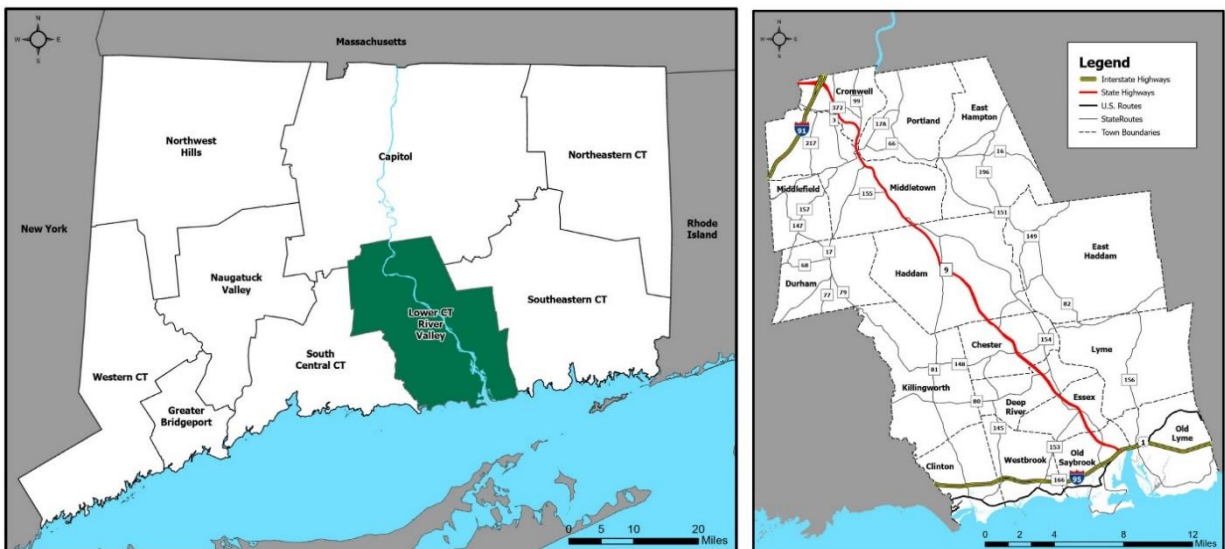 N
W
E
S
Massachusetts
Northwest
Hills
Capitol
Northeastern CT
New York
Rhode
Island
Naugatuck
Valley
Lower CT
River
Valley
Southeastern CT
South
Central CT
Western CT
Greater
Bridgeport
0 5 10 20
Miles
N
W
E
S
Legend
Interstate Highways
State Highways
U.S. Routes
StateRoutes
Town Boundaries
Cromwell
99
372
3
Portland
East
Hampton
17A
66
91
217
16
196
Middlefield
Middletown
155
157
147
151
149
17
East
Haddam
68
Haddam
9
Durham
77
79
82
Chester
154
Lyme
81
148
156
Killingworth
Essex
80
Deep
River
145
Old
Lyme
153
1
Clinton
Westbrook
Old
Saybrook
166
95
0 2 4 8 12
Miles